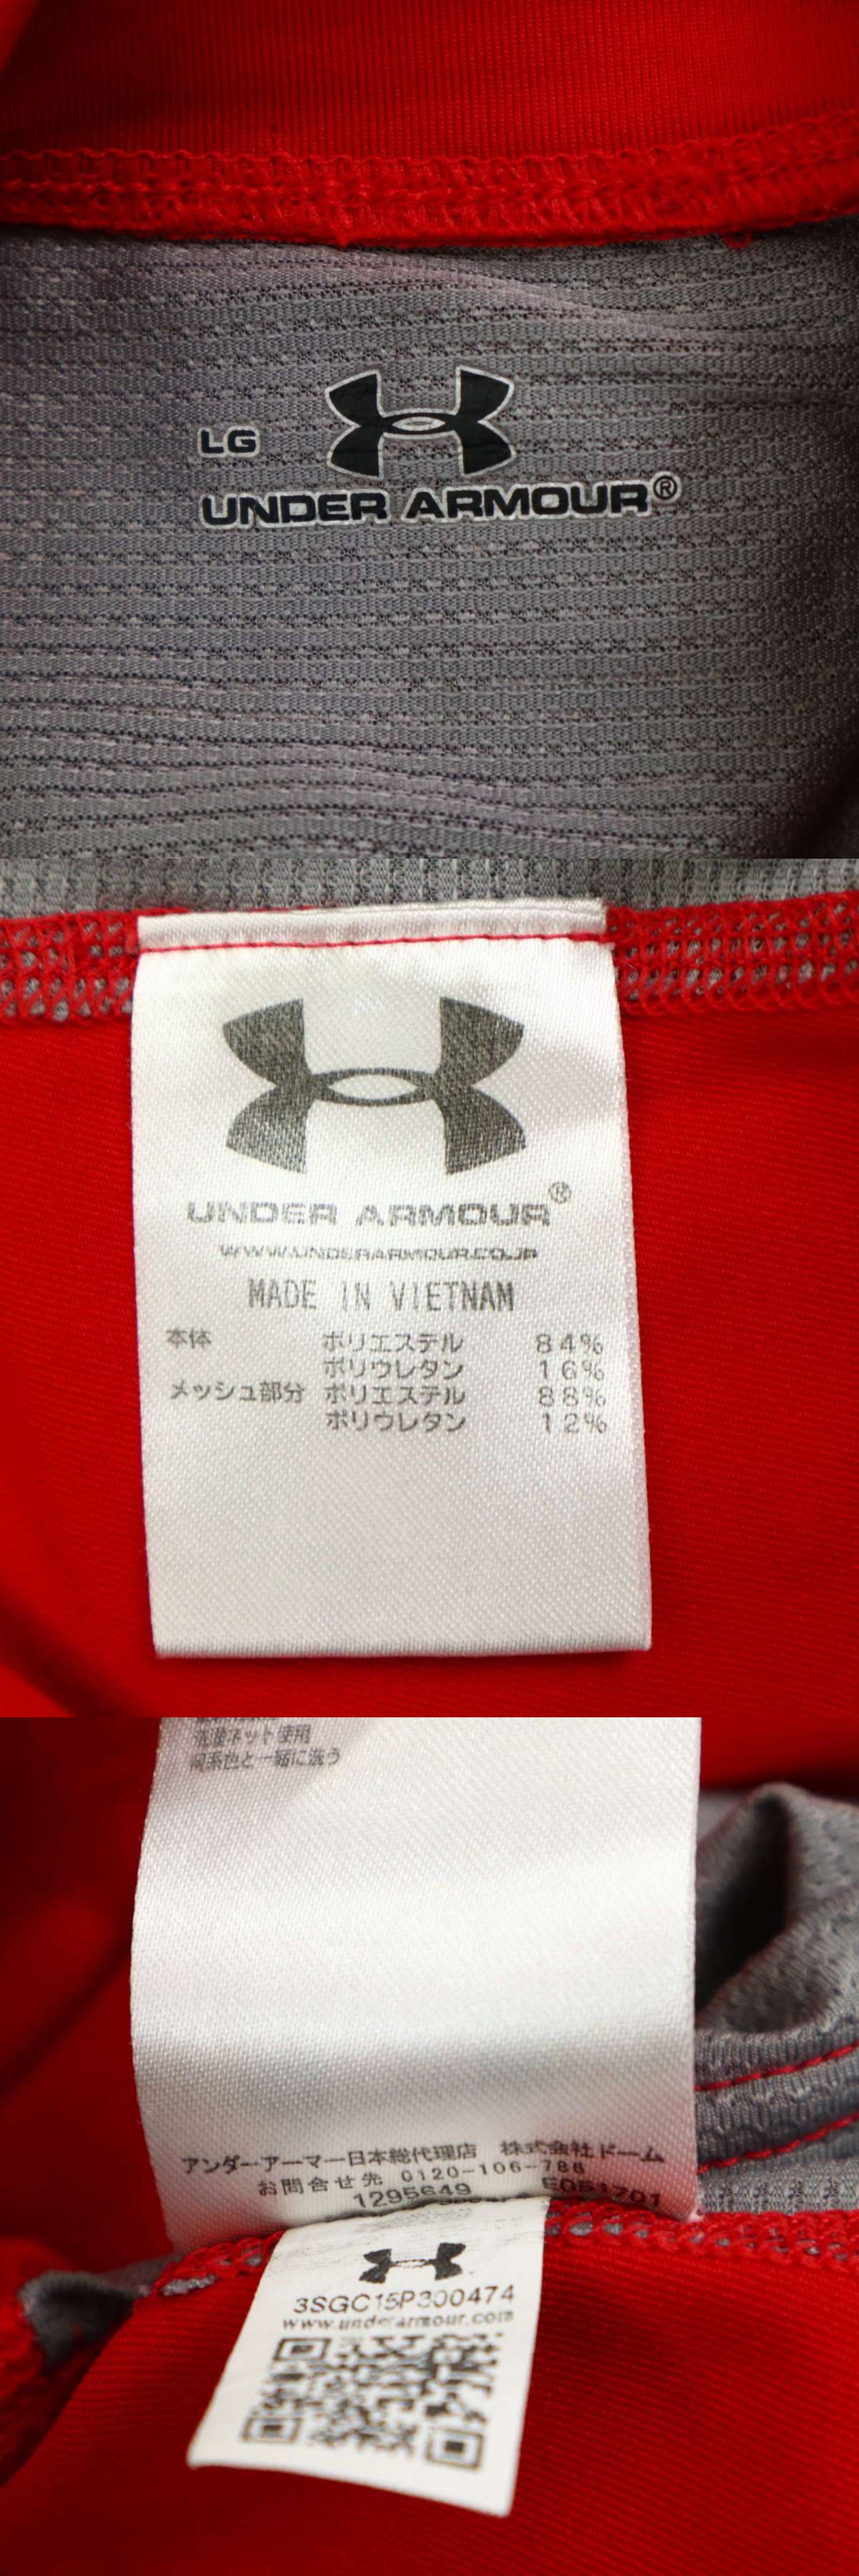 LG
UNDER ARMOUR®
UNDER ARMOUR®
WWW.UNDERARMOUR.CO.JP
MADE IN VIETNAM
本体 ポリエステル 84%
ポリウレタン 16%
メッシュ部分 ポリエステル 88%
ポリウレタン 12%
洗濯ネット使用
同系色と一緒に洗う
アンダーアーマー日本総代理店 株式会社ドーム
お問合せ先 0120-106-786
1295649 E051201
3SGC15P300474
www.underarmour.com